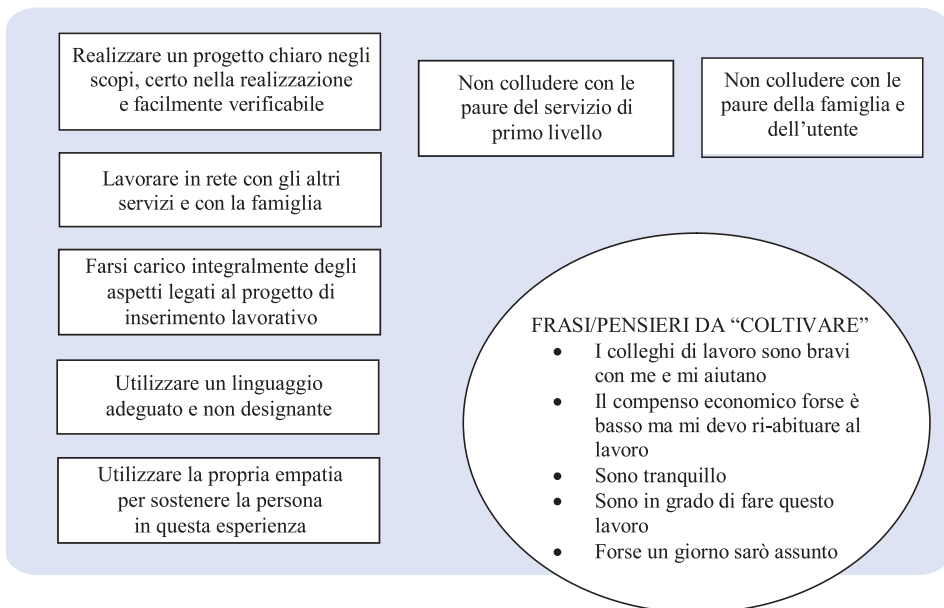 Realizzare un progetto chiaro negli
scopi, certo nella realizzazione
e facilmente verificabile
Non colludere con le
paure del servizio di
primo livello
Non colludere con le
paure della famiglia e
dell'utente
Lavorare in rete con gli altri
servizi e con la famiglia
Farsi carico integralmente degli
aspetti legati al progetto di
inserimento lavorativo
Utilizzare un linguaggio
adeguato e non designante
Utilizzare la propria empatia
per sostenere la persona
in questa esperienza
FRASI/PENSIERI DA “COLTIVARE”
• I colleghi di lavoro sono bravi
con me e mi aiutano
• Il compenso economico forse è
basso ma mi devo ri-abituare al
lavoro
• Sono tranquillo
• Sono in grado di fare questo
lavoro
• Forse un giorno sarò assunto